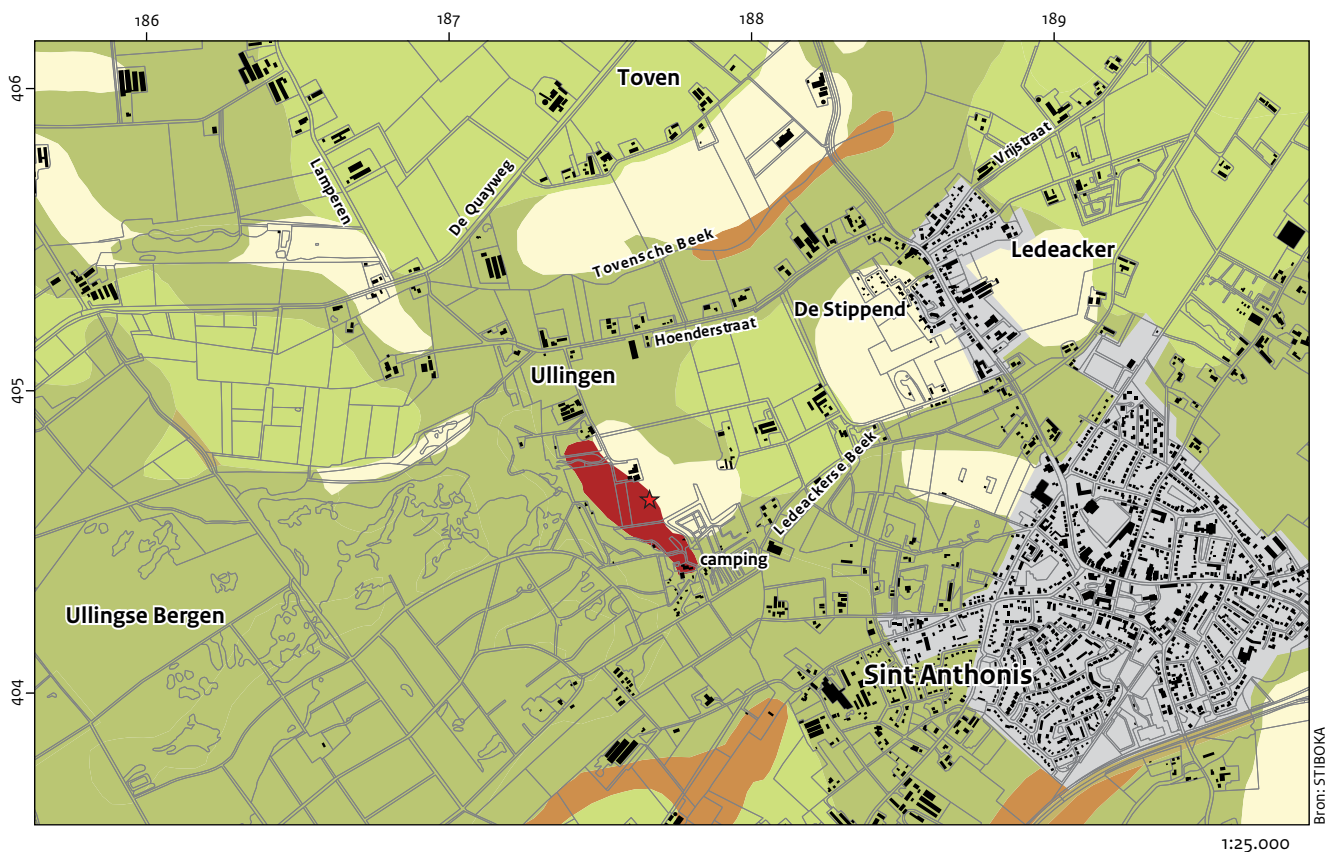 186
187
188
189
406
405
404
Toven
Lamperen
De Quayweg
Vrijstraat
Tovensche Beek
Ledeacker
De Stippend
Hoenderstraat
Ullingen
Ledeackerse Beek
camping
Ullingse Bergen
Sint Anthonis
Bron: STIBOKA
1:25.000